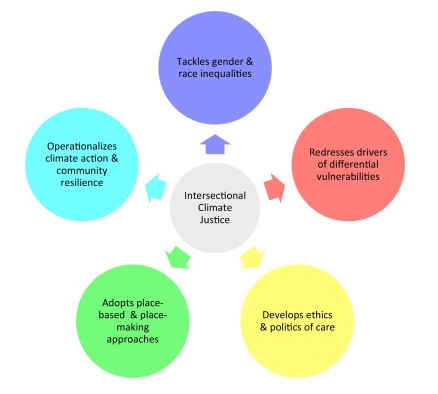 Tackles gender &
race inequalities
Operationalizes
climate action &
community
resilience
Redresses drivers
of differential
vulnerabilities
Intersectional
Climate
Justice
Adopts place-
based & place-
making
approaches
Develops ethics
& politics of care